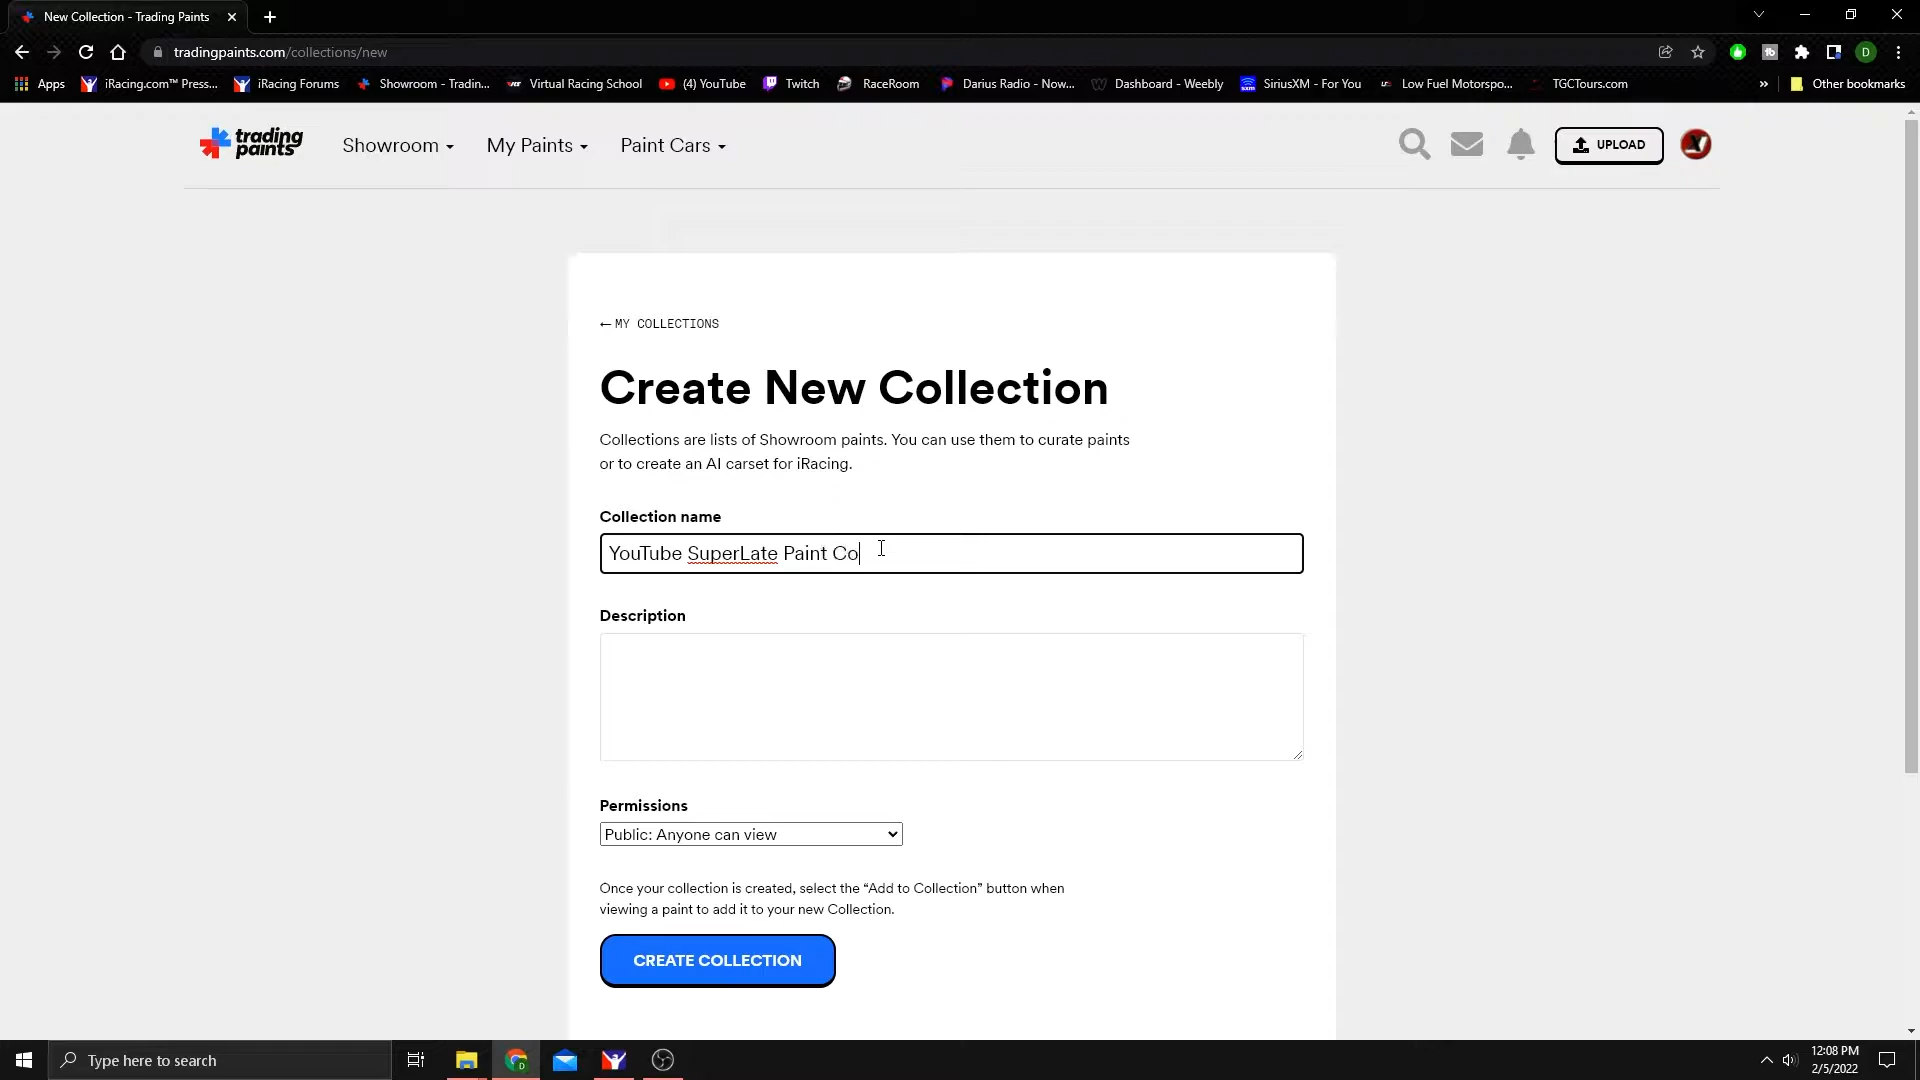 New Collection - Trading Paints
tradingpaints.com/collections/new
Apps iRacing.com™ Press... iRacing Forums Showroom - Tradin... Virtual Racing School (4) YouTube Twitch RaceRoom Darius Radio - Now... Dashboard - Weebly SiriusXM - For You Low Fuel Motorspo... TGCTours.com » Other bookmarks
trading paints
Showroom My Paints Paint Cars UPLOAD
← MY COLLECTIONS
Create New Collection
Collections are lists of Showroom paints. You can use them to curate paints
or to create an AI carset for iRacing.
Collection name
YouTube SuperLate Paint Co
Description
Permissions
Public: Anyone can view
Once your collection is created, select the “Add to Collection” button when
viewing a paint to add it to your new Collection.
CREATE COLLECTION
Type here to search
12:08 PM
2/5/2022